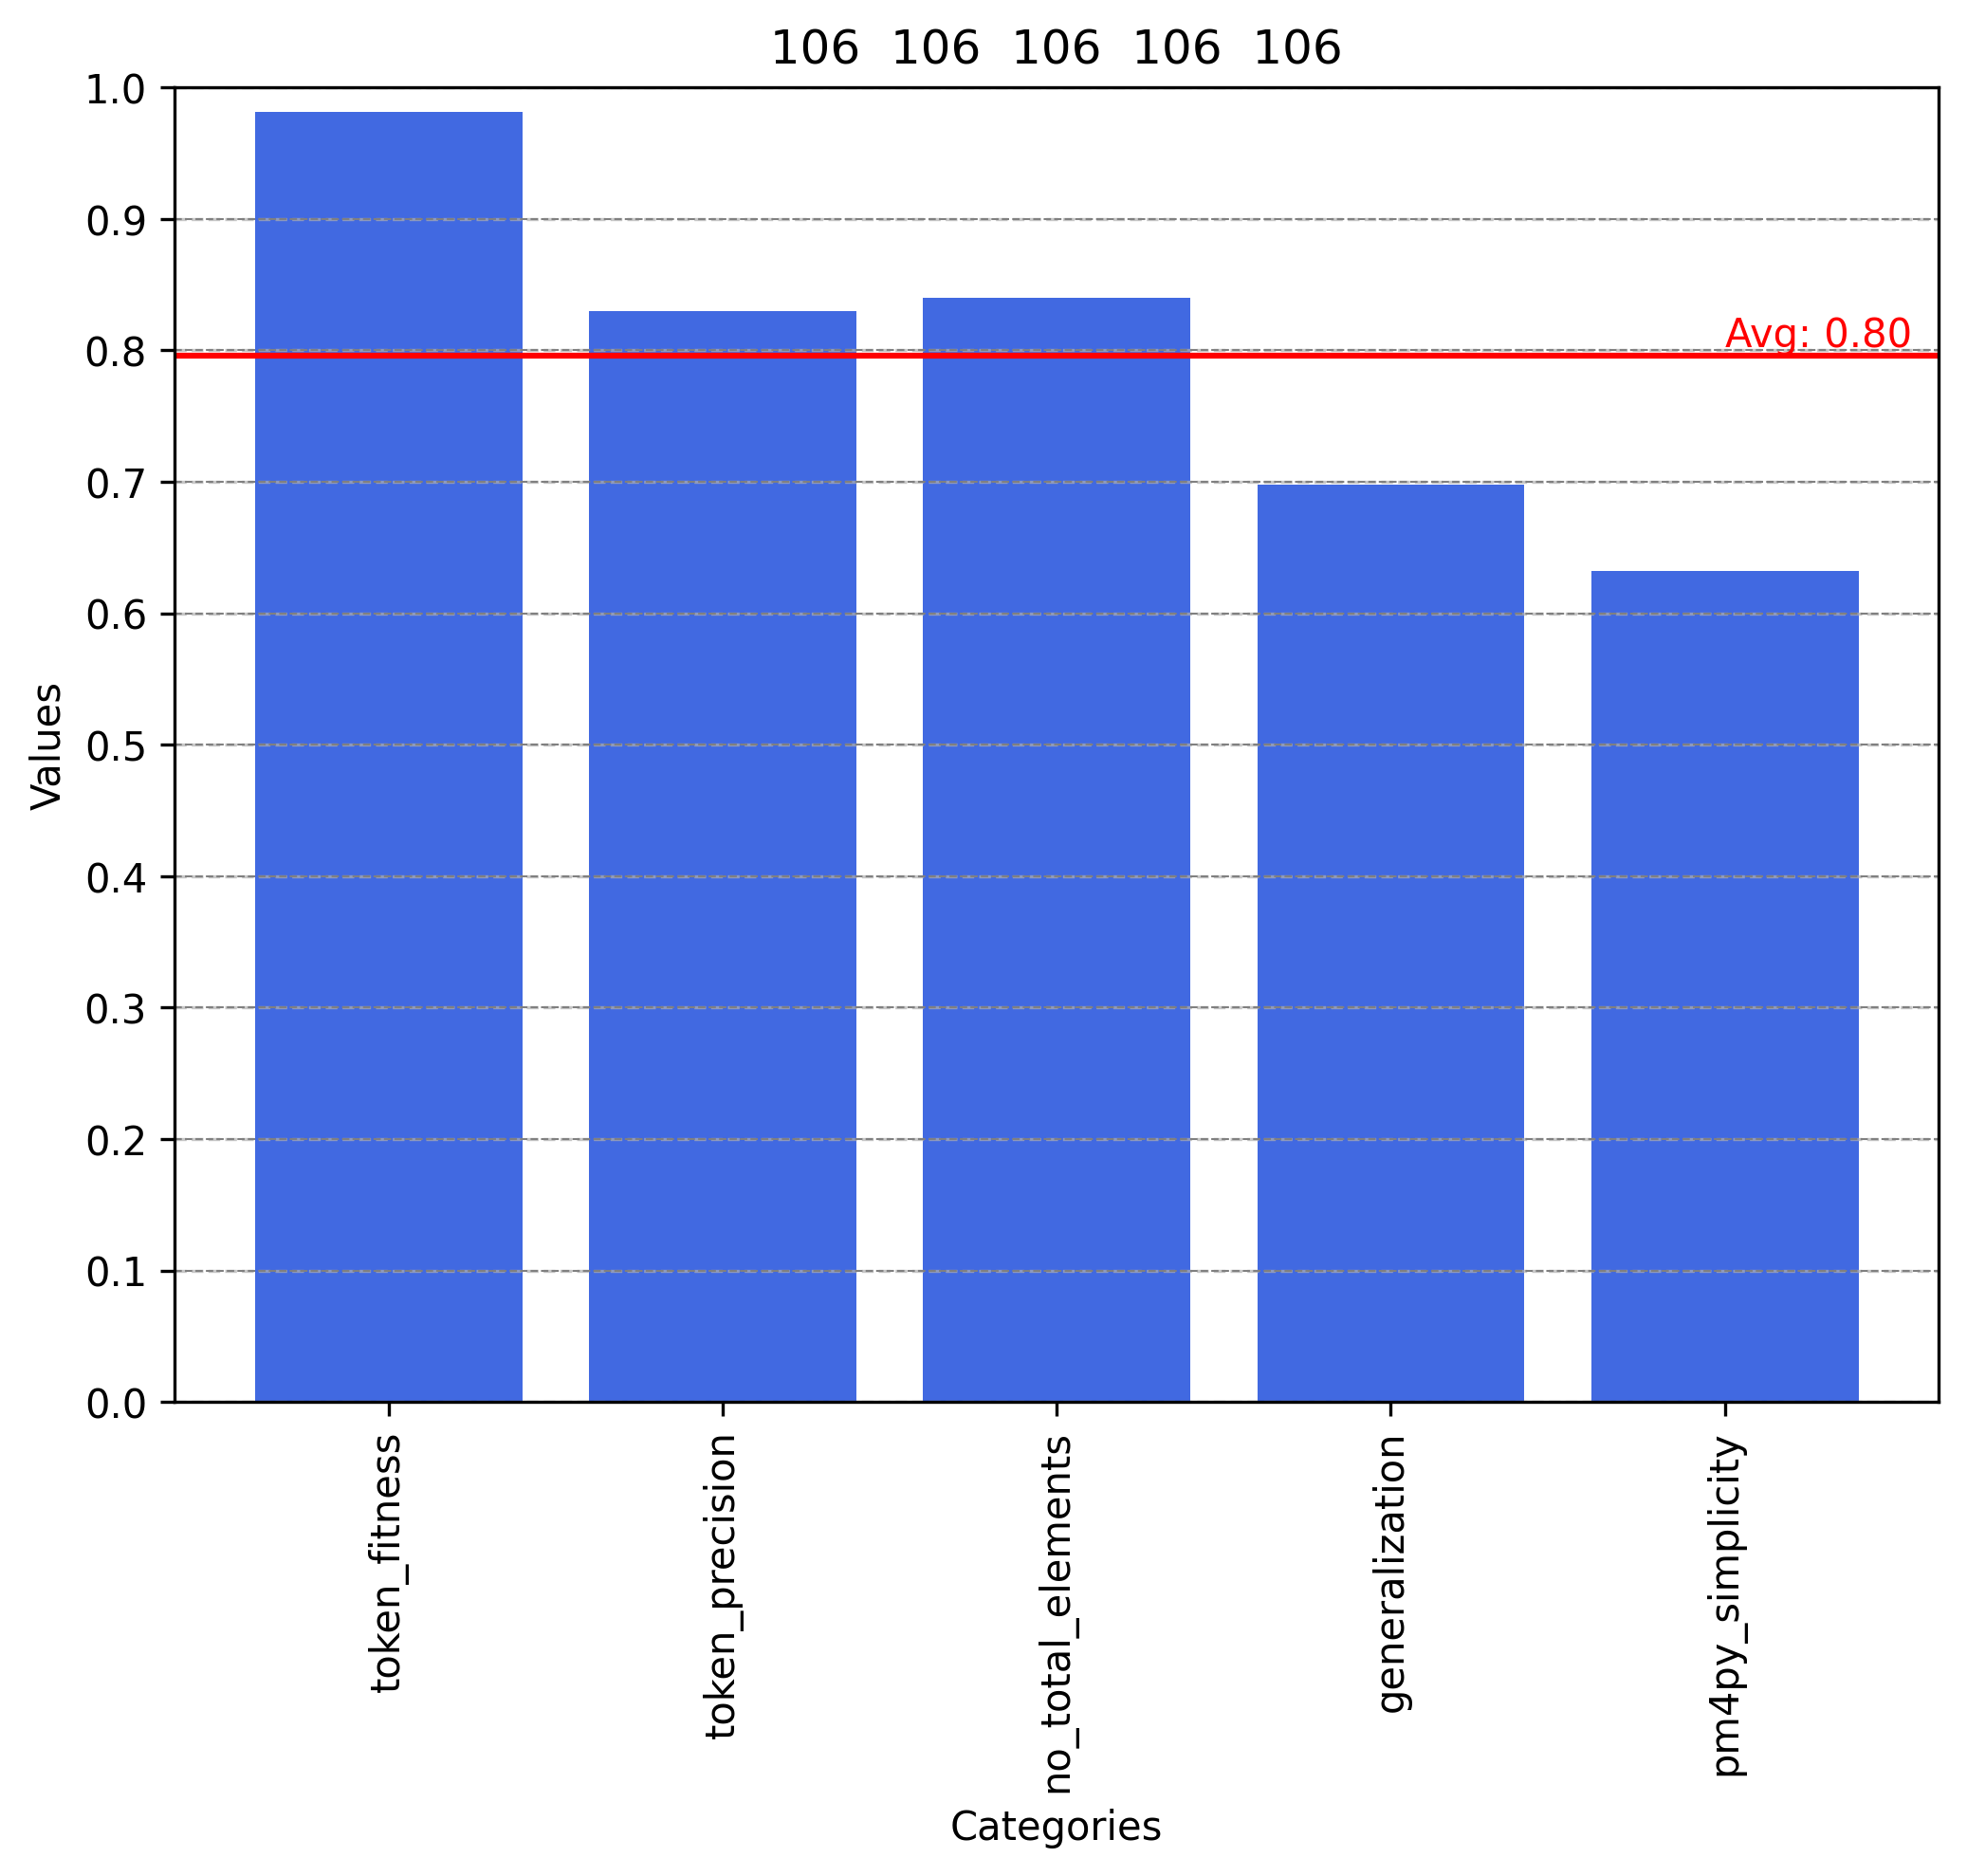 106 106 106 106 106
1.0
0.9
0.8
0.7
0.6
0.5
0.4
0.3
0.2
0.1
0.0
Values
Avg: 0.80
token_fitness
token_precision
no_total_elements
generalization
pm4py_simplicity
Categories